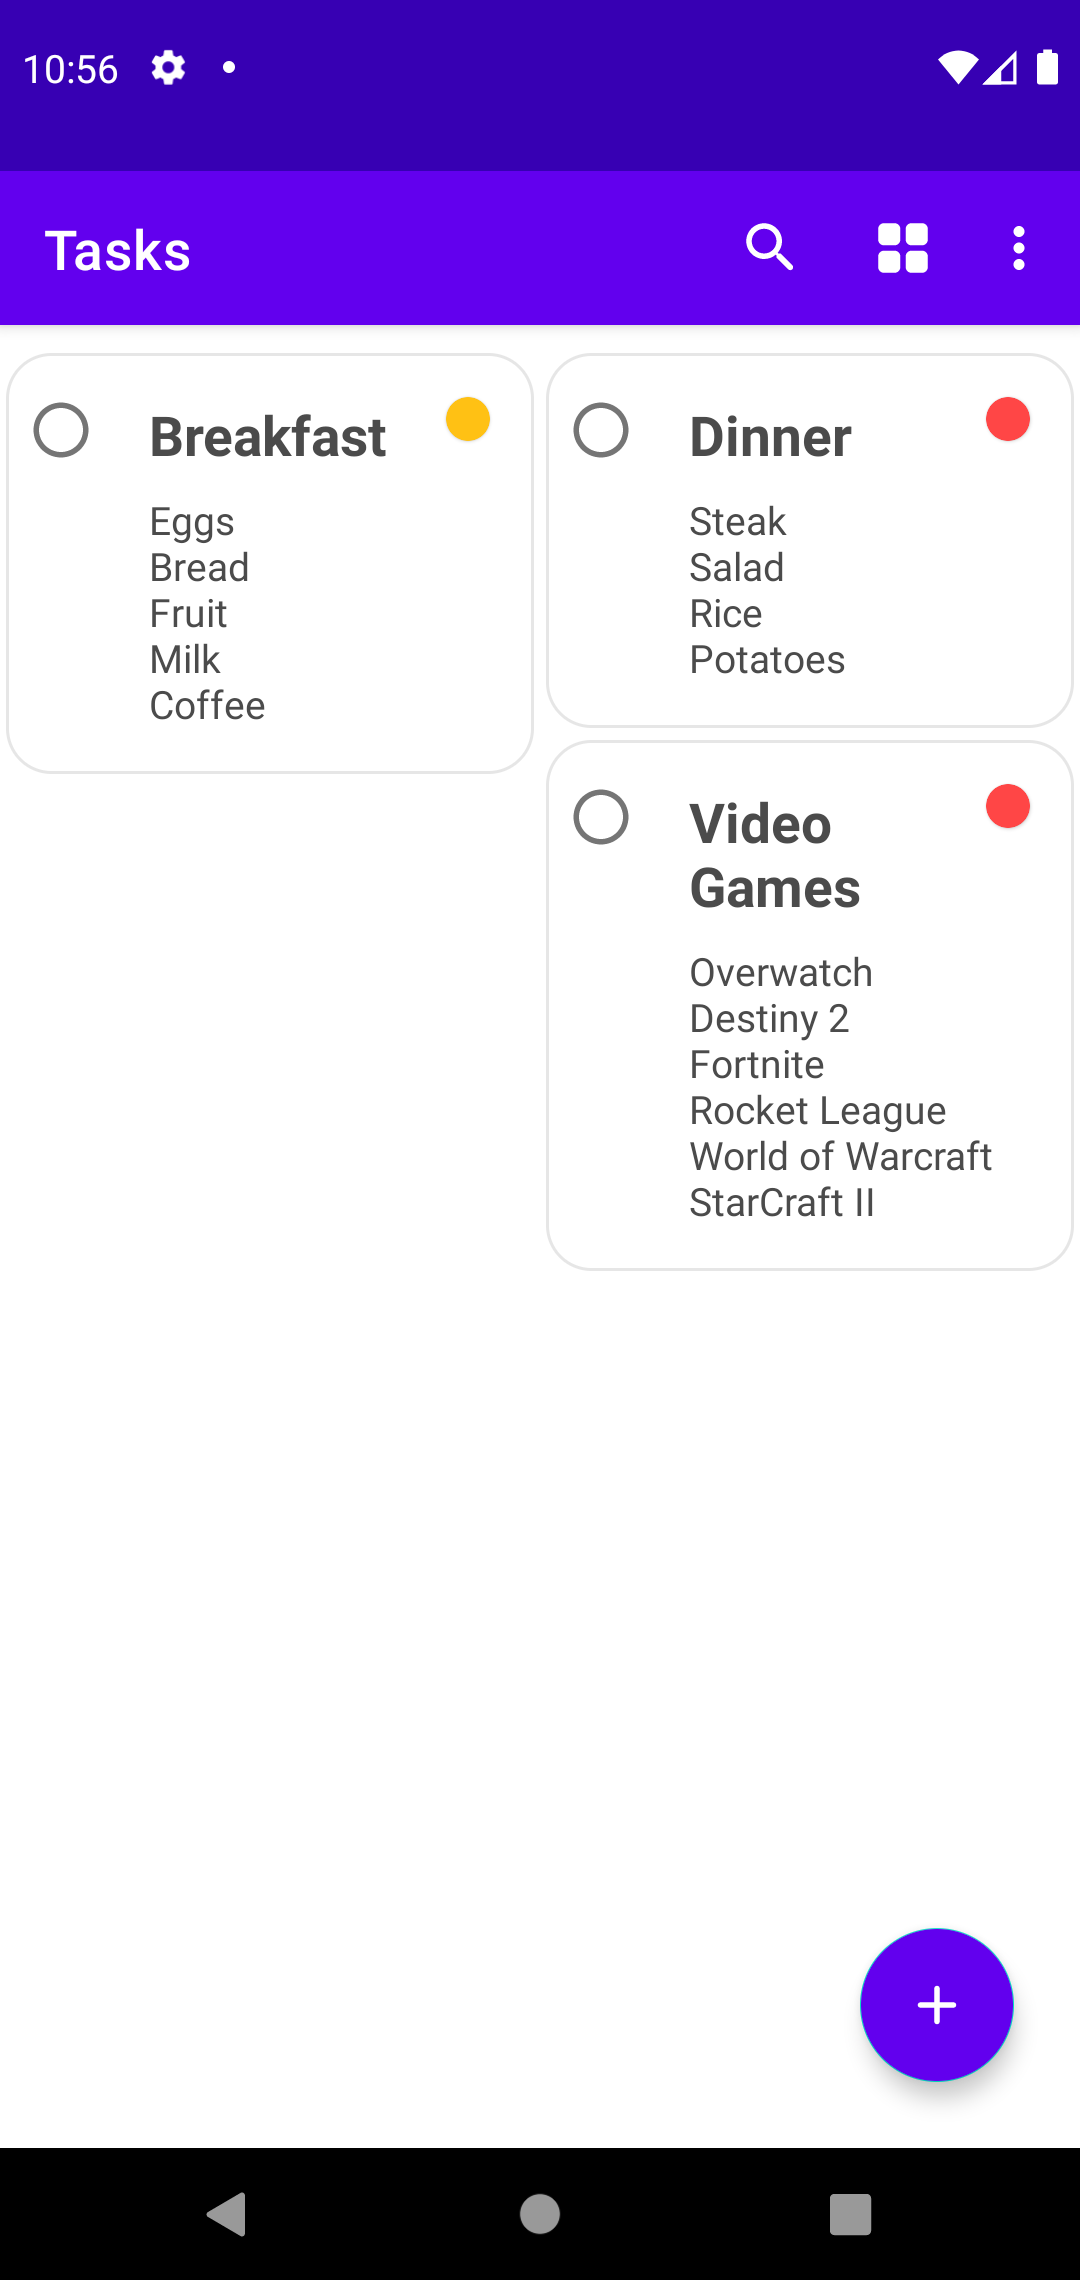 10:56
Tasks
Breakfast
Eggs
Bread
Fruit
Milk
Coffee
Dinner
Steak
Salad
Rice
Potatoes
Video
Games
Overwatch
Destiny 2
Fortnite
Rocket League
World of Warcraft
StarCraft II